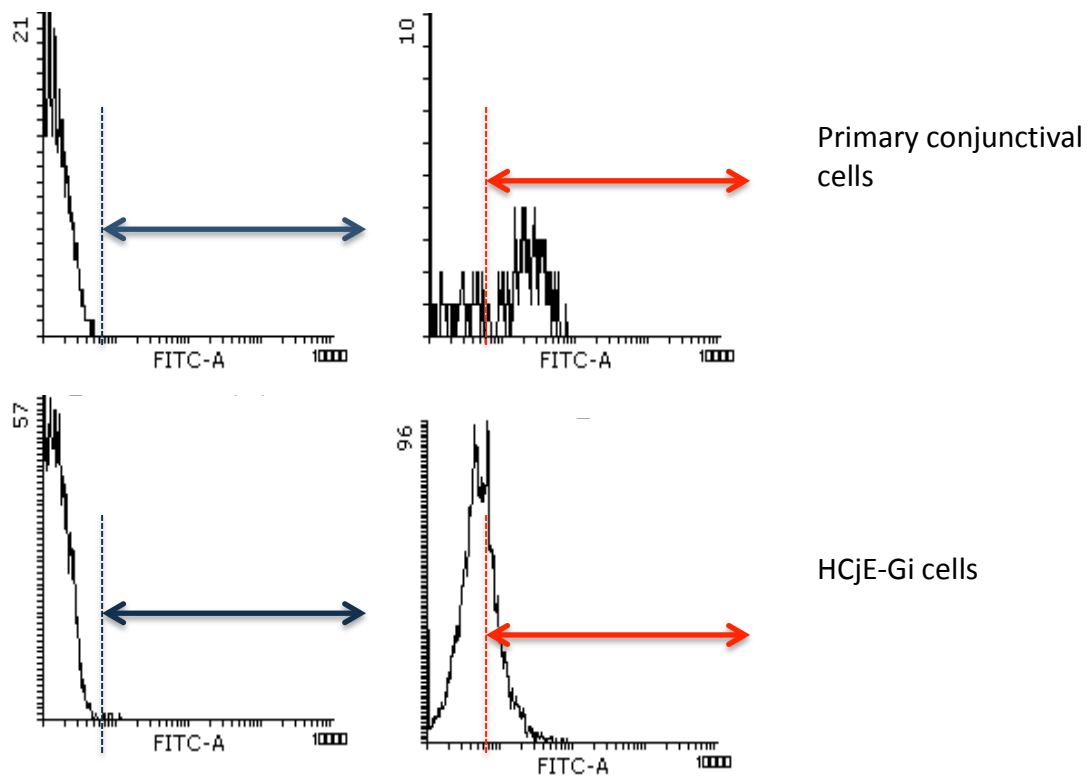 21
10
Primary conjunctival
cells
10000
FITC-A
10000
FITC-A
57
96
HCjE-Gi cells
10000
FITC-A
10000
FITC-A